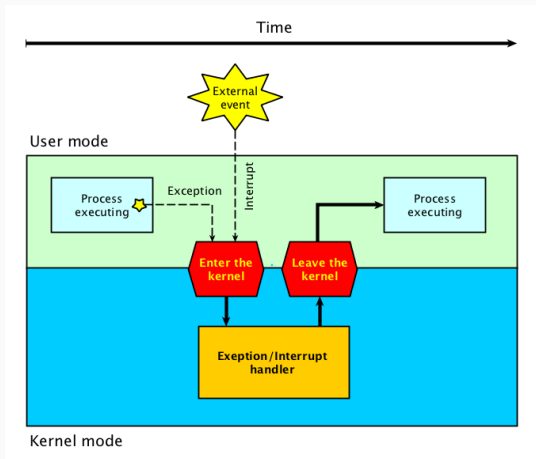 Time
External
event
User mode
Process
executing
Exception
Interrupt
Process
executing
Enter the
kernel
Leave the
kernel
Exeption/Interrupt
handler
Kernel mode